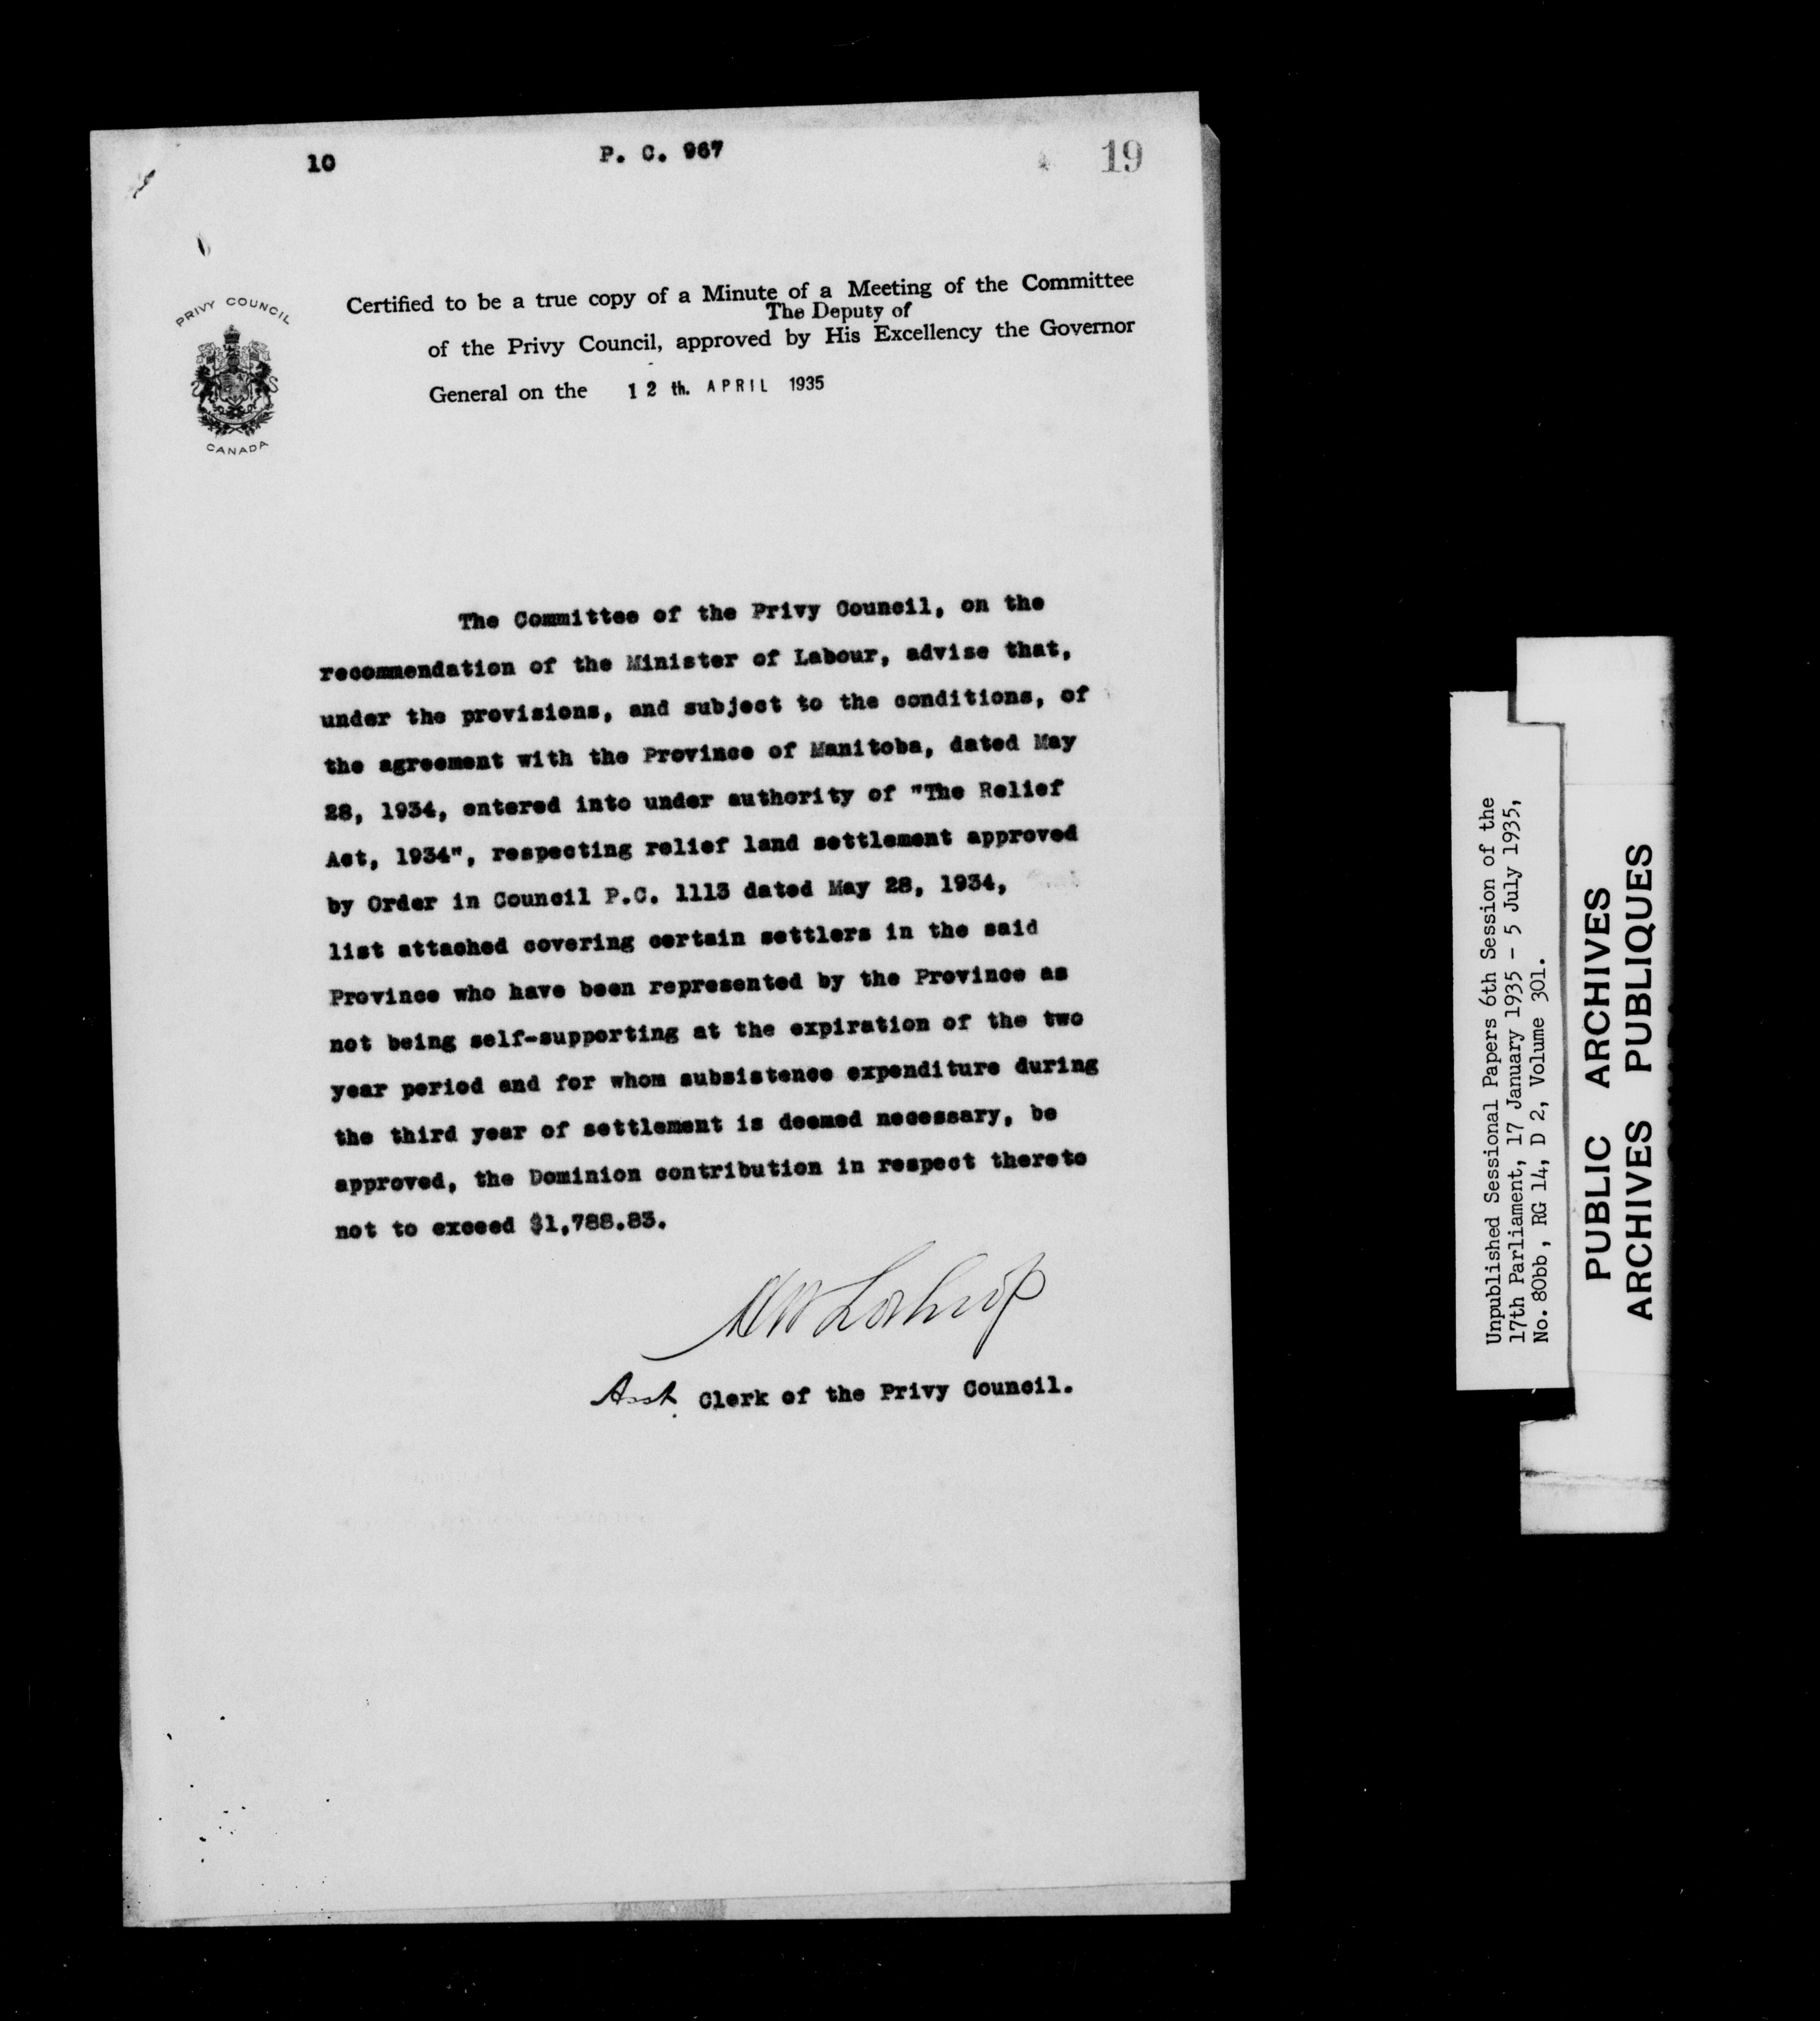 10
P. C. 967
19
PRIVY COUNCIL
CANADA
Certified to be a true copy of a Minute of a Meeting of the Committee
The Deputy of
of the Privy Council, approved by His Excellency the Governor
General on the 12 th. APRIL 1935
The Committee of the Privy Council, on the
recommendation of the Minister of Labour, advise that,
under the provisions, and subject to the conditions, of
the agreement with the Province of Manitoba, dated May
28, 1934, entered into under authority of "The Relief
Act, 1934", respecting relief land settlement approved
by Order in Council P.C. 1113 dated May 28, 1934,
list attached covering certain settlers in the said
Province who have been represented by the Province as
not being self-supporting at the expiration of the two
year period and for whom subsistence expenditure during
the third year of settlement is deemed necessary, be
approved, the Dominion contribution in respect thereto
not to exceed $1,788.83.
Asst. Clerk of the Privy Council.
Unpublished Sessional Papers 6th Session of the
17th Parliament, 17 January 1935 - 5 July 1935,
No. 80bb, RG 14, D 2, Volume 301.
PUBLIC ARCHIVES
ARCHIVES PUBLIQUES